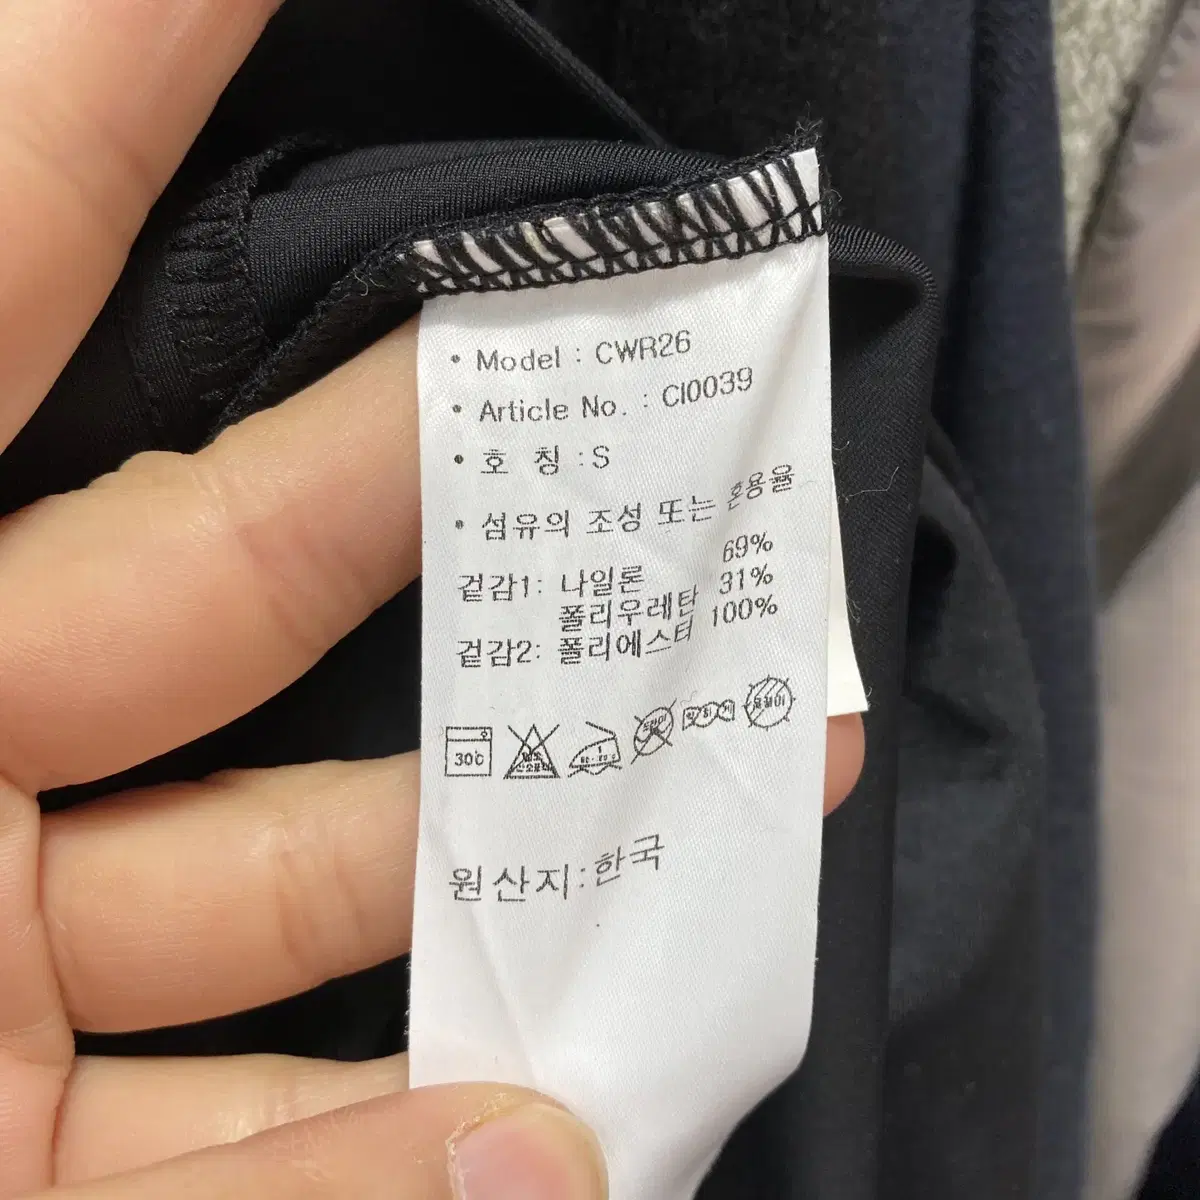 • Model : CWR26
• Article No. : CI0039
• 호 칭 : S
• 섬유의 조성 또는 혼용율
겉감1: 나일론 69%
폴리우레탄 31%
겉감2: 폴리에스터 100%
30℃
원산지:한국